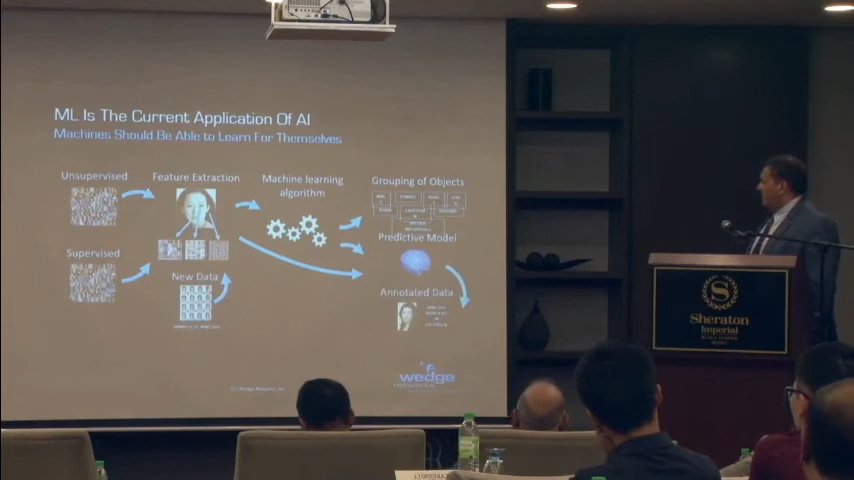 ML Is The Current Application Of AI
Machines Should Be Able to Learn For Themselves
Unsupervised
Feature Extraction
Machine learning
algorithm
Grouping of Objects
Predictive Model
Supervised
New Data
Annotated Data
wedge
Sheraton
Imperial